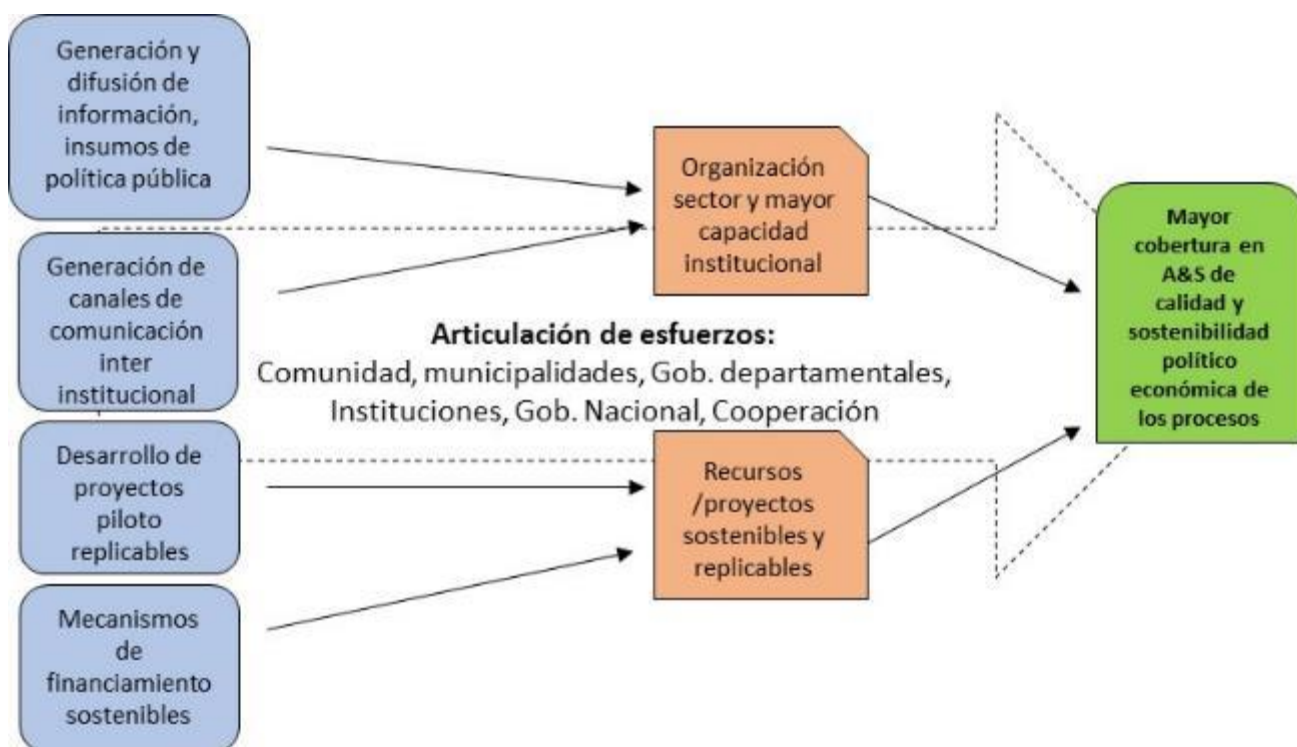 Generación y
difusión de
información,
insumos de
política pública
Generación de
canales de
comunicación
inter
institucional
Desarrollo de
proyectos
piloto
replicables
Mecanismos
de
financiamiento
sostenibles
Organización
sector y mayor
capacidad
institucional
Articulación de esfuerzos:
Comunidad, municipalidades, Gob. departamentales,
Instituciones, Gob. Nacional, Cooperación
Recursos
/proyectos
sostenibles y
replicables
Mayor
cobertura en
A&S de
calidad y
sostenibilidad
político
económica de
los procesos